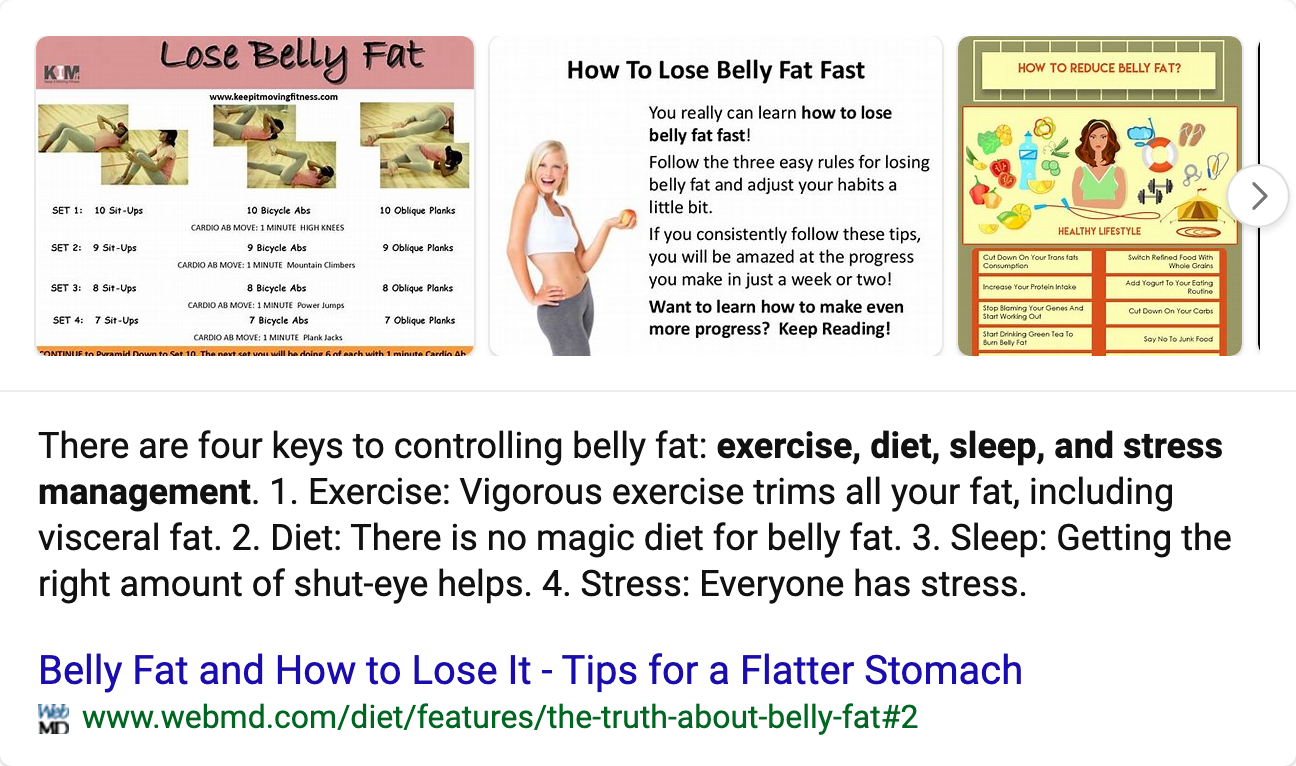 Lose Belly Fat
KIM
www.keepitmovingfitness.com
SET 1: 10 Sit-Ups 10 Bicycle Abs 10 Oblique Planks
CARDIO AB MOVE: 1 MINUTE HIGH KNEES
SET 2: 9 Sit-Ups 9 Bicycle Abs 9 Oblique Planks
CARDIO AB MOVE: 1 MINUTE Mountain Climbers
SET 3: 8 Sit-Ups 8 Bicycle Abs 8 Oblique Planks
CARDIO AB MOVE: 1 MINUTE Power Jumps
SET 4: 7 Sit-Ups 7 Bicycle Abs 7 Oblique Planks
CARDIO AB MOVE: 1 MINUTE Plank Jacks
CONTINUE to Pyramid Down to Set 10. The next set you will be doing 6 of each with 1 minute Cardio Ab
How To Lose Belly Fat Fast
You really can learn how to lose
belly fat fast!
Follow the three easy rules for losing
belly fat and adjust your habits a
little bit.
If you consistently follow these tips,
you will be amazed at the progress
you make in just a week or two!
Want to learn how to make even
more progress? Keep Reading!
HOW TO REDUCE BELLY FAT?
HEALTHY LIFESTYLE
Cut Down On Your Trans fats
Consumption
Switch Refined Food With
Whole Grains
Increase Your Protein Intake
Add Yogurt To Your Eating
Routine
Stop Blaming Your Genes And
Start Working Out
Cut Down On Your Carbs
Start Drinking Green Tea To
Burn Belly Fat
Say No To Junk Food
There are four keys to controlling belly fat: exercise, diet, sleep, and stress
management. 1. Exercise: Vigorous exercise trims all your fat, including
visceral fat. 2. Diet: There is no magic diet for belly fat. 3. Sleep: Getting the
right amount of shut-eye helps. 4. Stress: Everyone has stress.
Belly Fat and How to Lose It - Tips for a Flatter Stomach
Web
MD
www.webmd.com/diet/features/the-truth-about-belly-fat#2